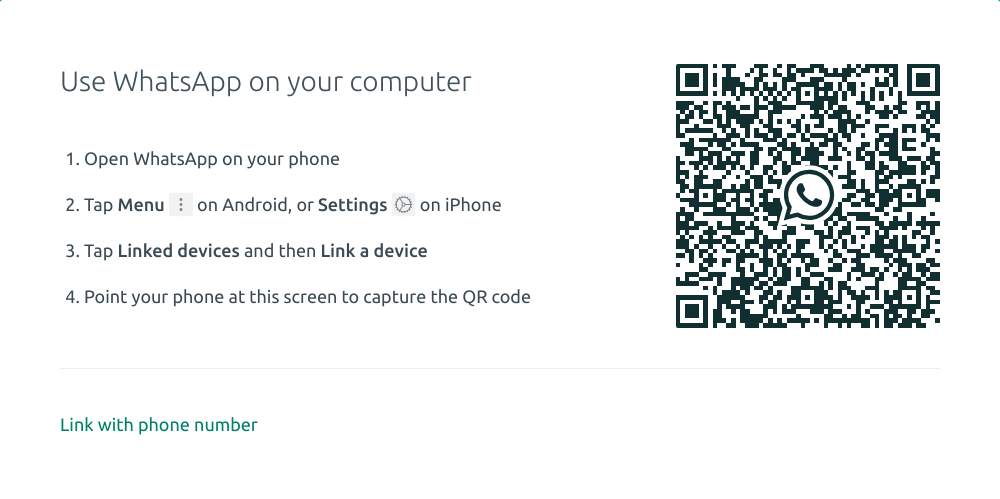 Use WhatsApp on your computer
1. Open WhatsApp on your phone
2. Tap Menu on Android, or Settings on iPhone
3. Tap Linked devices and then Link a device
4. Point your phone at this screen to capture the QR code
Link with phone number